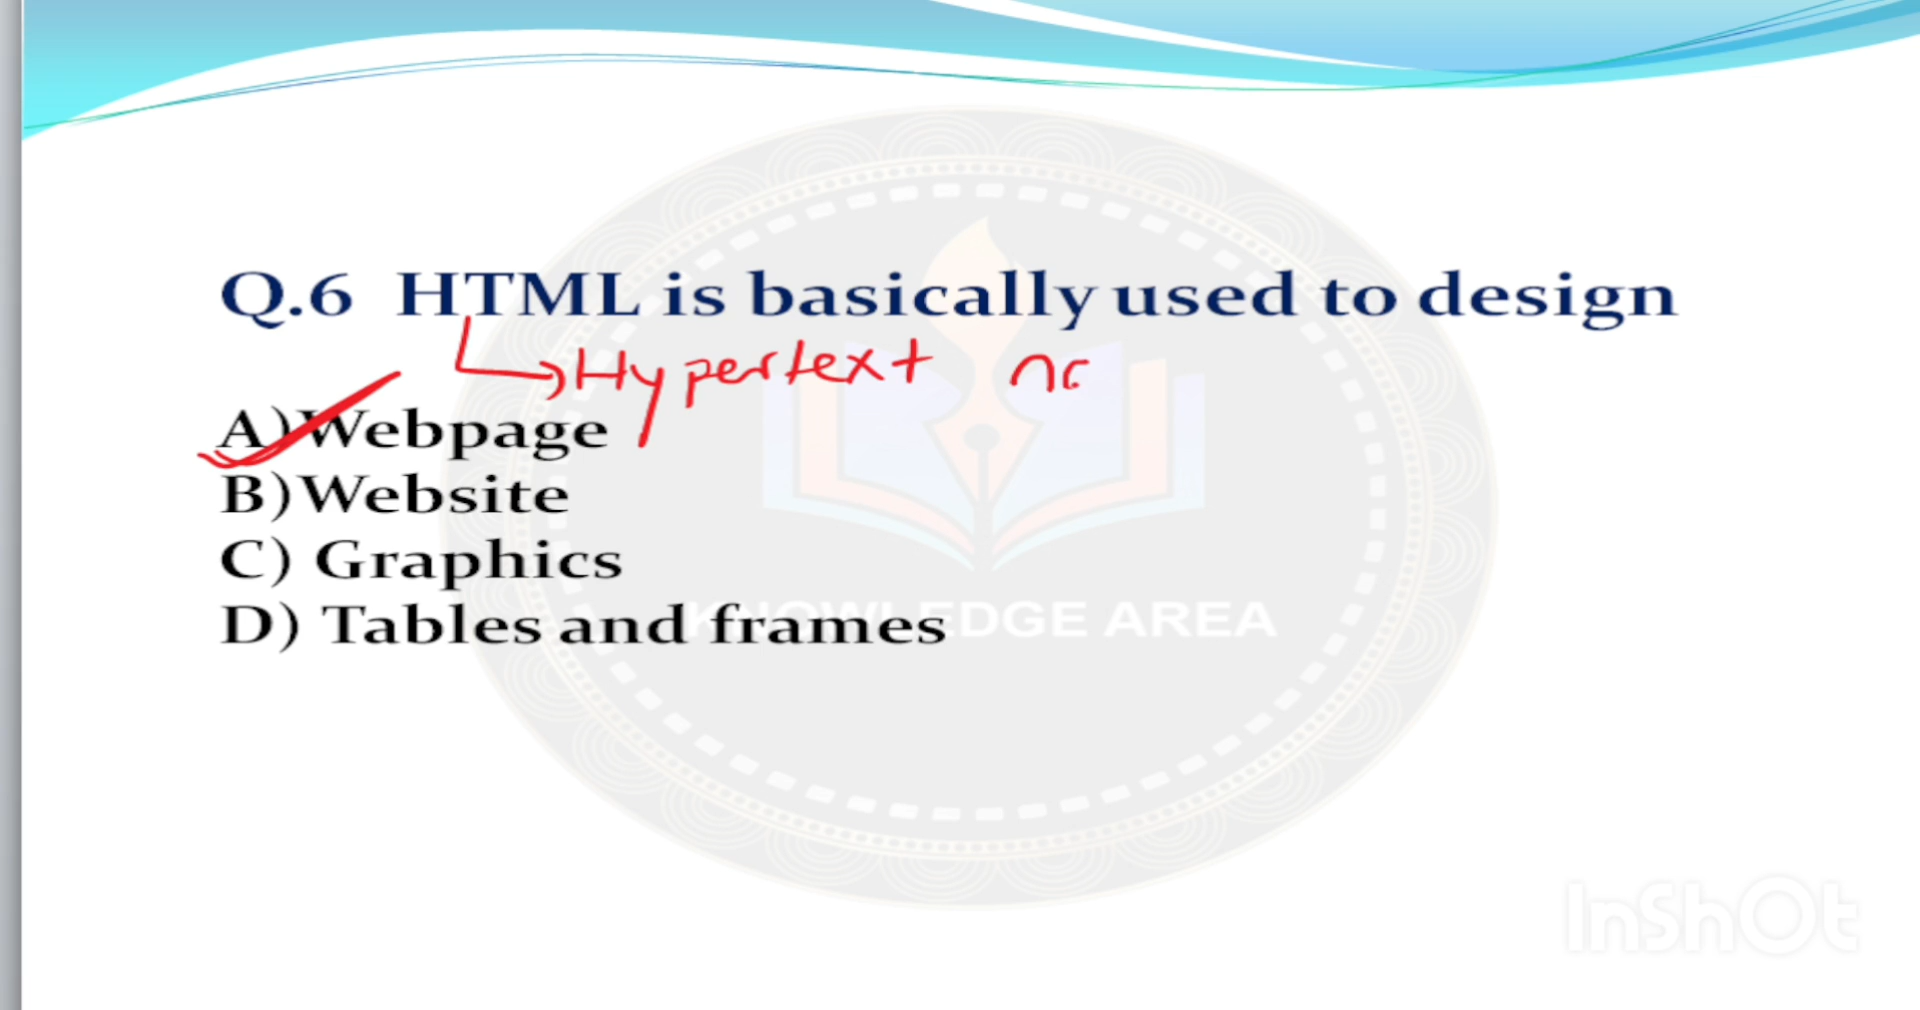 Q.6 HTML is basically used to design
Hypertext
A)Webpage
B)Website
C) Graphics
D) Tables and frames
KNOWLEDGE AREA
InShOt